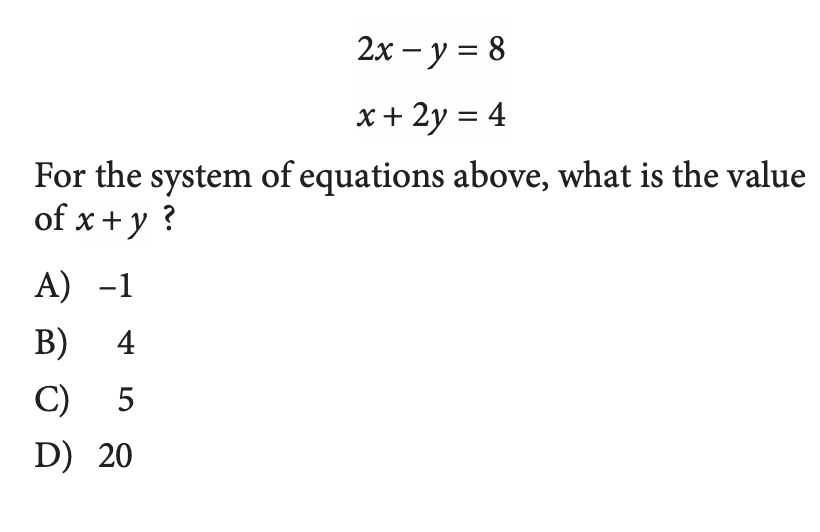 2x – y = 8
x + 2y = 4
For the system of equations above, what is the value
of x + y ?
A) –1
B) 4
C) 5
D) 20